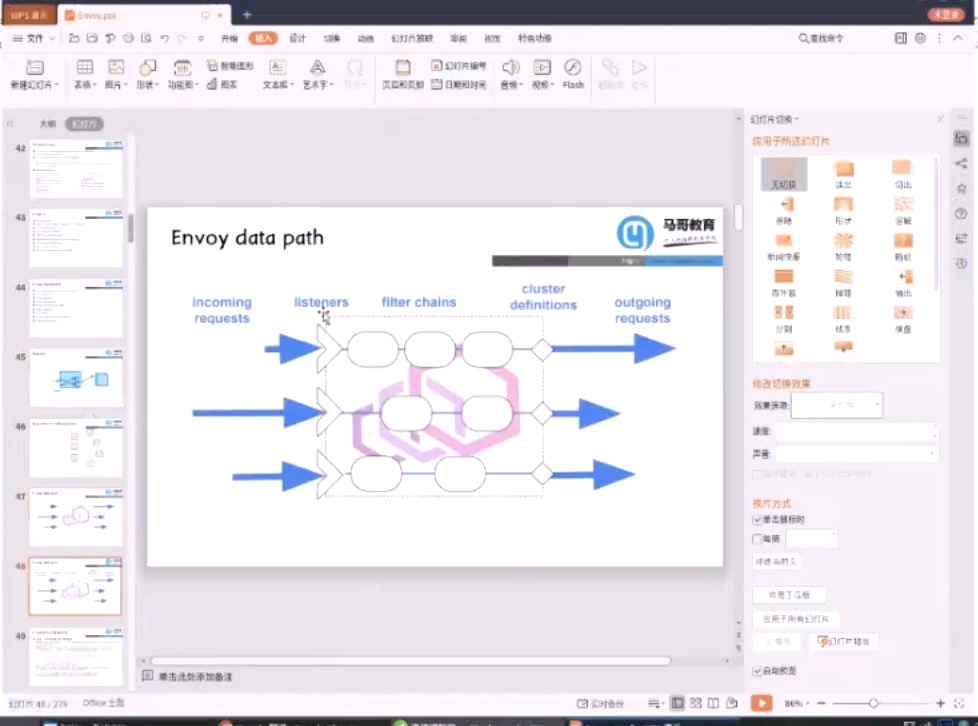 WPS 演示
Envoy.ppt
未登录
文件
开始
插入
设计
切换
动画
幻灯片放映
审阅
视图
特色功能
查找命令
新建幻灯片
表格
图片
形状
功能图
智能图形
图表
文本框
艺术字
页眉和页脚
幻灯片编号
日期和时间
音频
视频
Flash
大纲
幻灯片
42
43
44
45
46
47
48
49
Envoy data path
马哥教育
incoming
requests
listeners
filter chains
cluster
definitions
outgoing
requests
幻灯片切换
应用于所选幻灯片
无切换
淡出
切出
形状
溶解
新闻快报
轮辐
随机
百叶窗
梳理
抽出
分割
线条
棋盘
修改切换效果
效果选项:
速度:
声音:
换片方式
单击鼠标时
每隔
应用于母版
应用于所有幻灯片
幻灯片播放
自动预览
单击此处添加备注
幻灯片 48 / 279
Office 主题
实时备份
86%